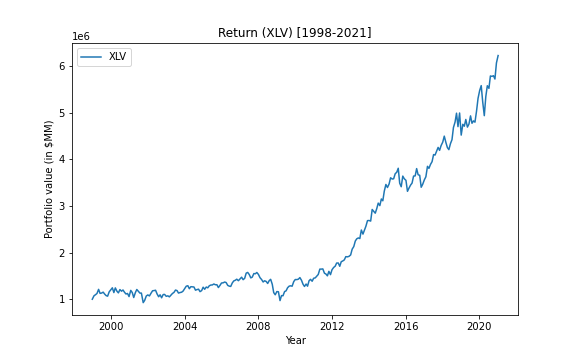 Return (XLV) [1998-2021]
1e6
XLV
6
5
4
3
2
1
Portfolio value (in $MM)
2000
2004
2008
2012
2016
2020
Year